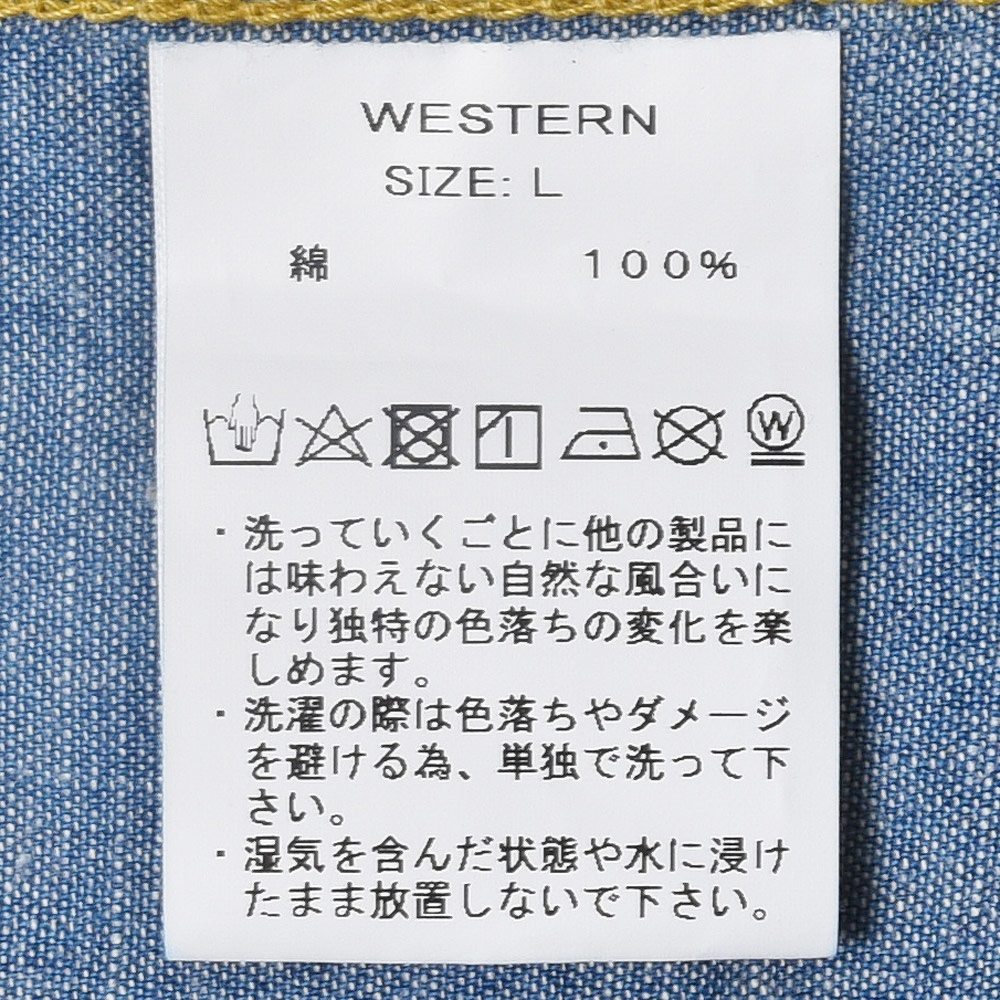 WESTERN
SIZE: L
綿 １００％
W
・洗っていくごとに他の製品に
は味わえない自然な風合いに
なり独特の色落ちの変化を楽
しめます。
・洗濯の際は色落ちやダメージ
を避ける為、単独で洗って下
さい。
・湿気を含んだ状態や水に浸け
たまま放置しないで下さい。